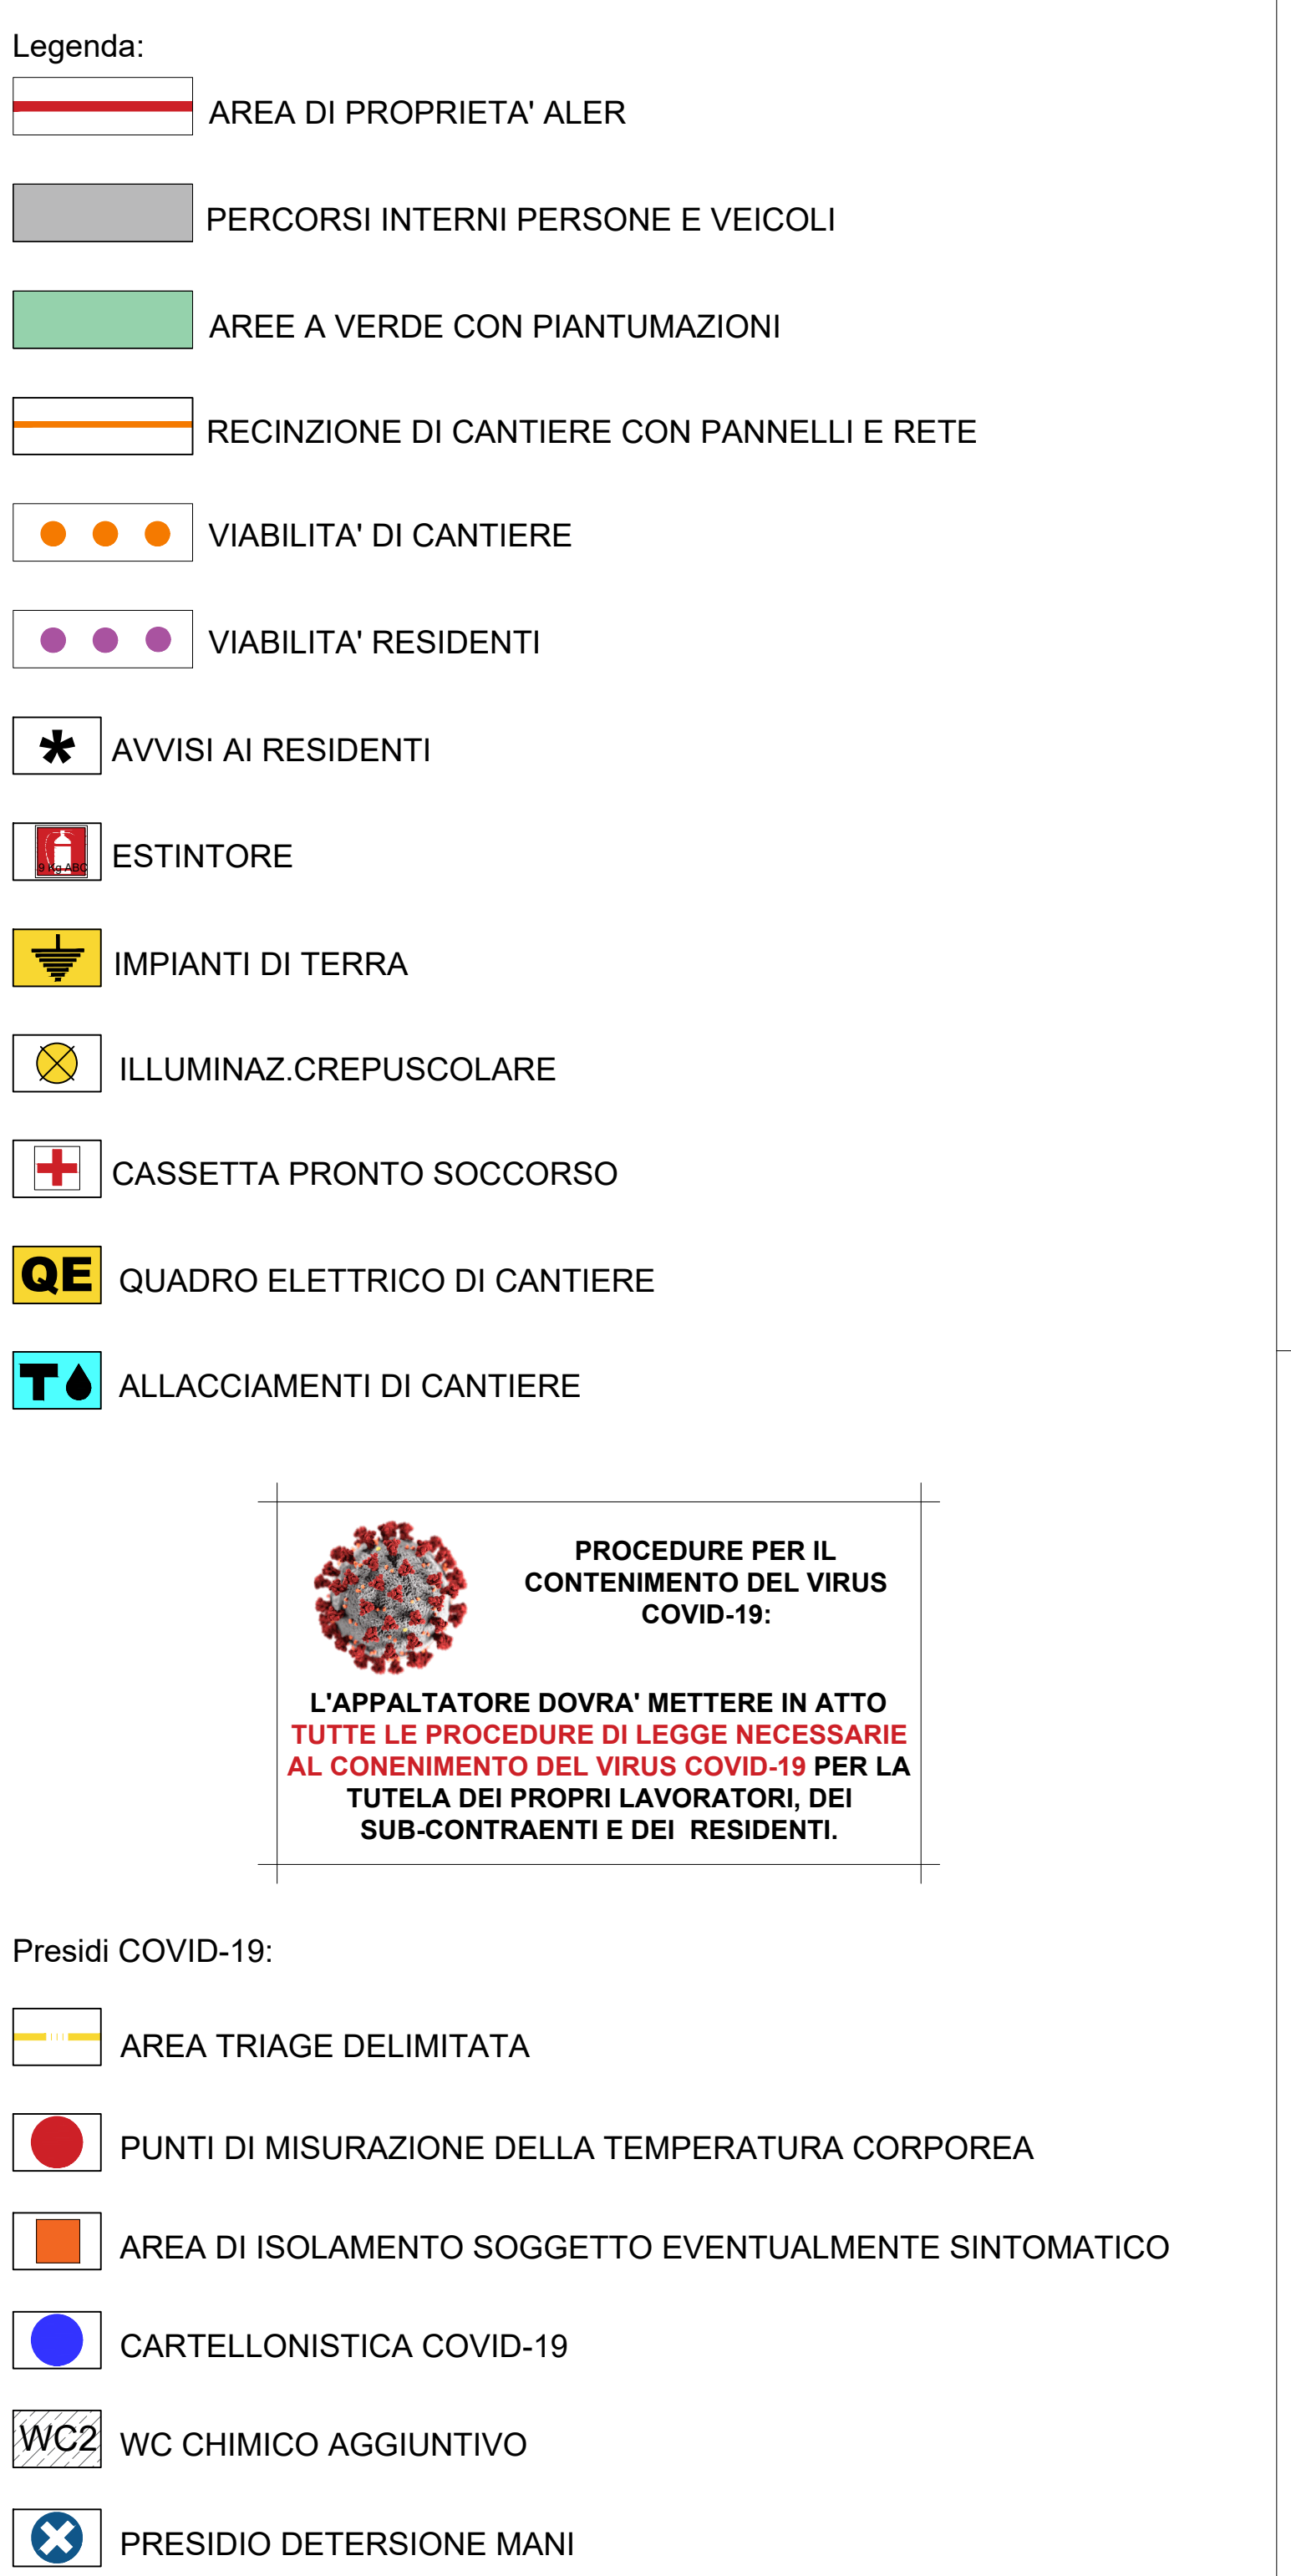 Legenda:
AREA DI PROPRIETA' ALER
PERCORSI INTERNI PERSONE E VEICOLI
AREE A VERDE CON PIANTUMAZIONI
RECINZIONE DI CANTIERE CON PANNELLI E RETE
VIABILITA' DI CANTIERE
VIABILITA' RESIDENTI
* AVVISI AI RESIDENTI
9 Kg ABC ESTINTORE
IMPIANTI DI TERRA
ILLUMINAZ.CREPUSCOLARE
CASSETTA PRONTO SOCCORSO
QE QUADRO ELETTRICO DI CANTIERE
T ALLACCIAMENTI DI CANTIERE
PROCEDURE PER IL
CONTENIMENTO DEL VIRUS
COVID-19:
L'APPALTATORE DOVRA' METTERE IN ATTO
TUTTE LE PROCEDURE DI LEGGE NECESSARIE
AL CONENIMENTO DEL VIRUS COVID-19 PER LA
TUTELA DEI PROPRI LAVORATORI, DEI
SUB-CONTRAENTI E DEI RESIDENTI.
Presidi COVID-19:
AREA TRIAGE DELIMITATA
PUNTI DI MISURAZIONE DELLA TEMPERATURA CORPOREA
AREA DI ISOLAMENTO SOGGETTO EVENTUALMENTE SINTOMATICO
CARTELLONISTICA COVID-19
WC2 WC CHIMICO AGGIUNTIVO
PRESIDIO DETERSIONE MANI